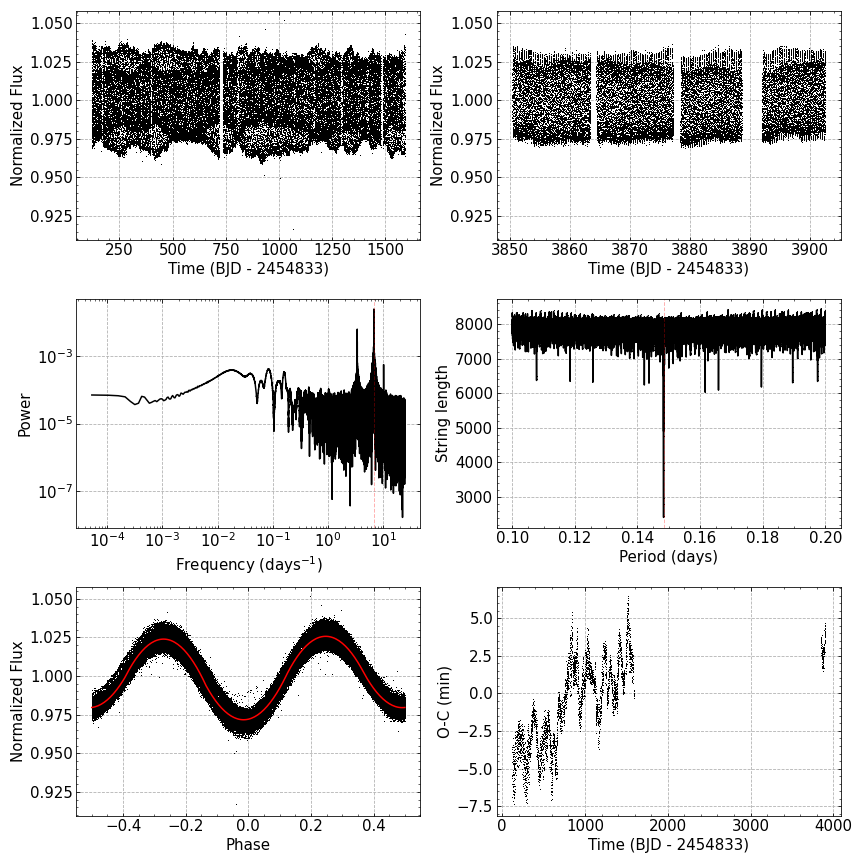 1.050
1.025
1.000
0.975
0.950
0.925
Normalized Flux
250 500 750 1000 1250 1500
Time (BJD - 2454833)
1.050
1.025
1.000
0.975
0.950
0.925
Normalized Flux
3850 3860 3870 3880 3890 3900
Time (BJD - 2454833)
10⁻³
10⁻⁵
10⁻⁷
Power
10⁻⁴ 10⁻³ 10⁻² 10⁻¹ 10⁰ 10¹
Frequency (days⁻¹)
8000
7000
6000
5000
4000
3000
String length
0.10 0.12 0.14 0.16 0.18 0.20
Period (days)
1.050
1.025
1.000
0.975
0.950
0.925
Normalized Flux
−0.4 −0.2 0.0 0.2 0.4
Phase
5.0
2.5
0.0
−2.5
−5.0
−7.5
O-C (min)
0 1000 2000 3000 4000
Time (BJD - 2454833)